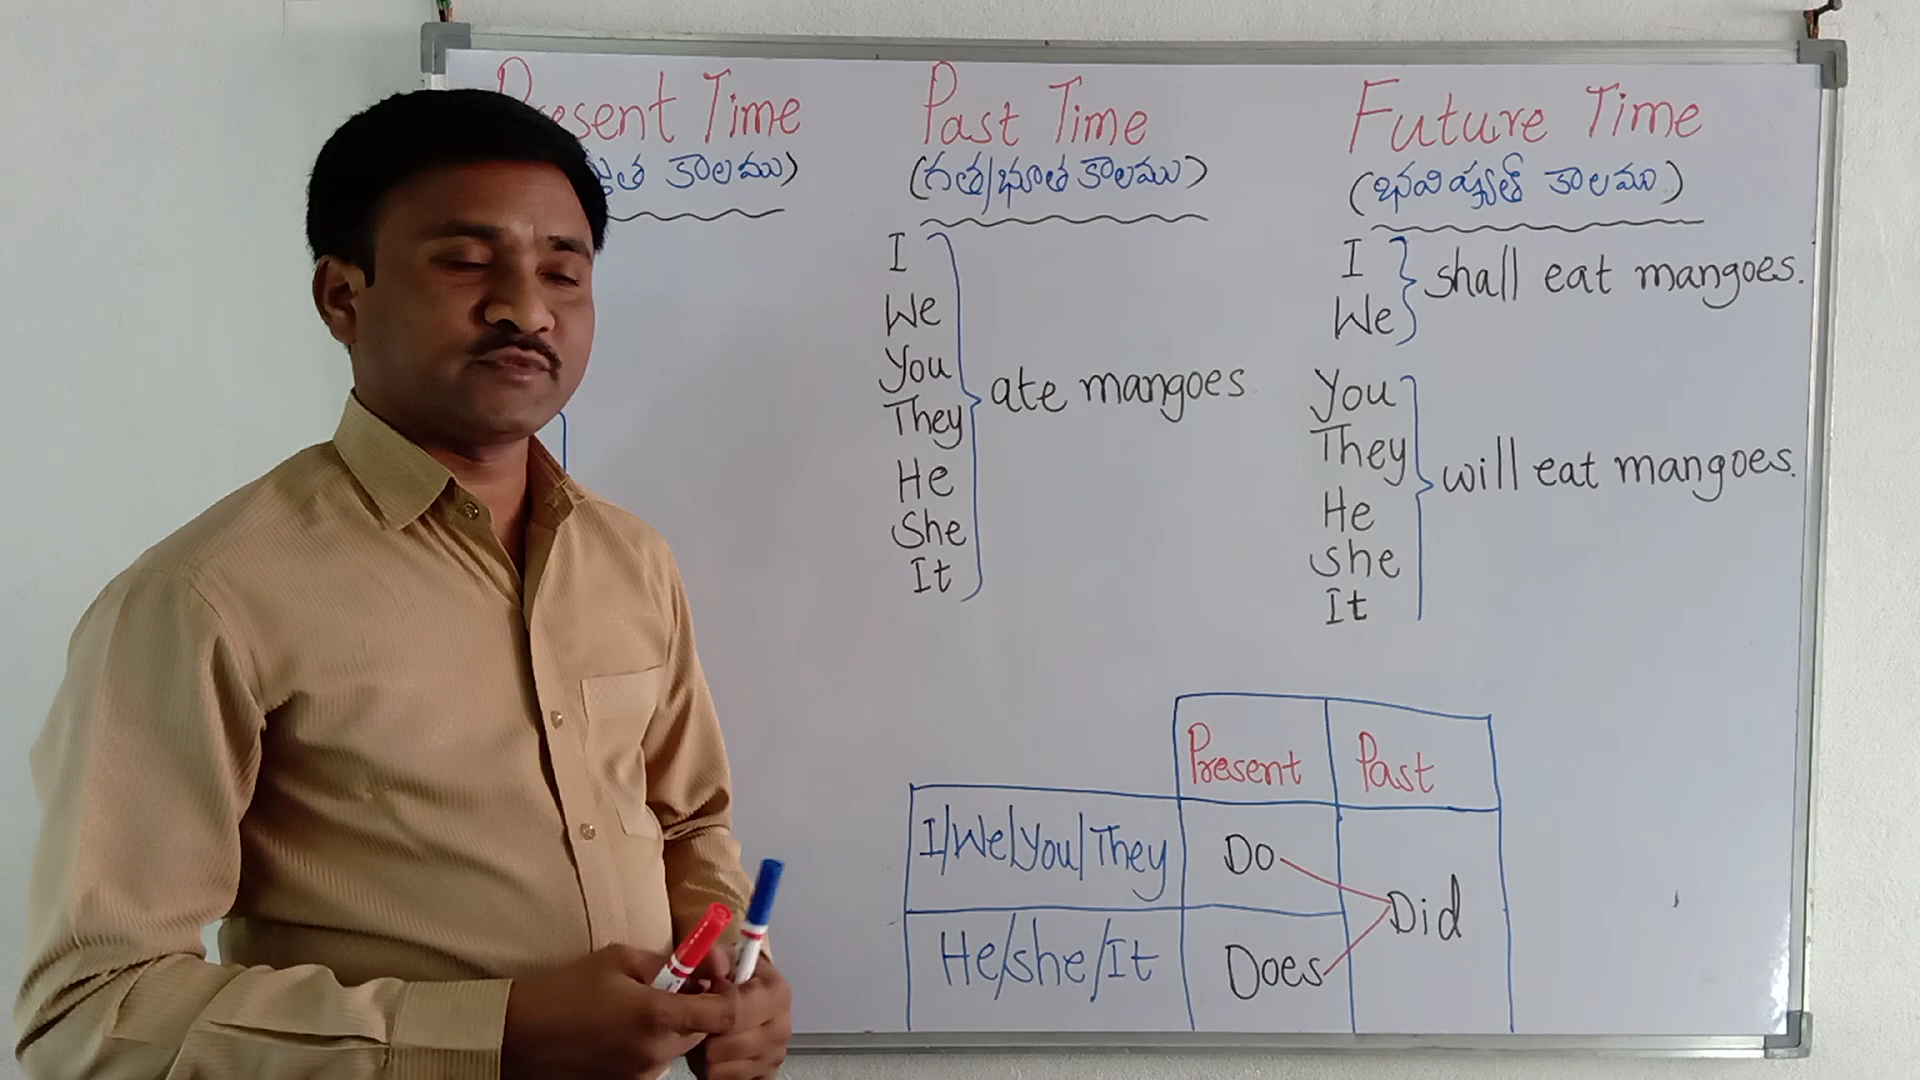 Present Time
కాలము)
Past Time
(గత/భూత కాలము)
Future Time
(భవిష్యత్ కాలము)
I
We
You
They
He
She
It
ate mangoes
I
We
shall eat mangoes.
You
They
He
she
It
will eat mangoes.
Present Past
I/We/You/They Do
Did
He/she/It Does